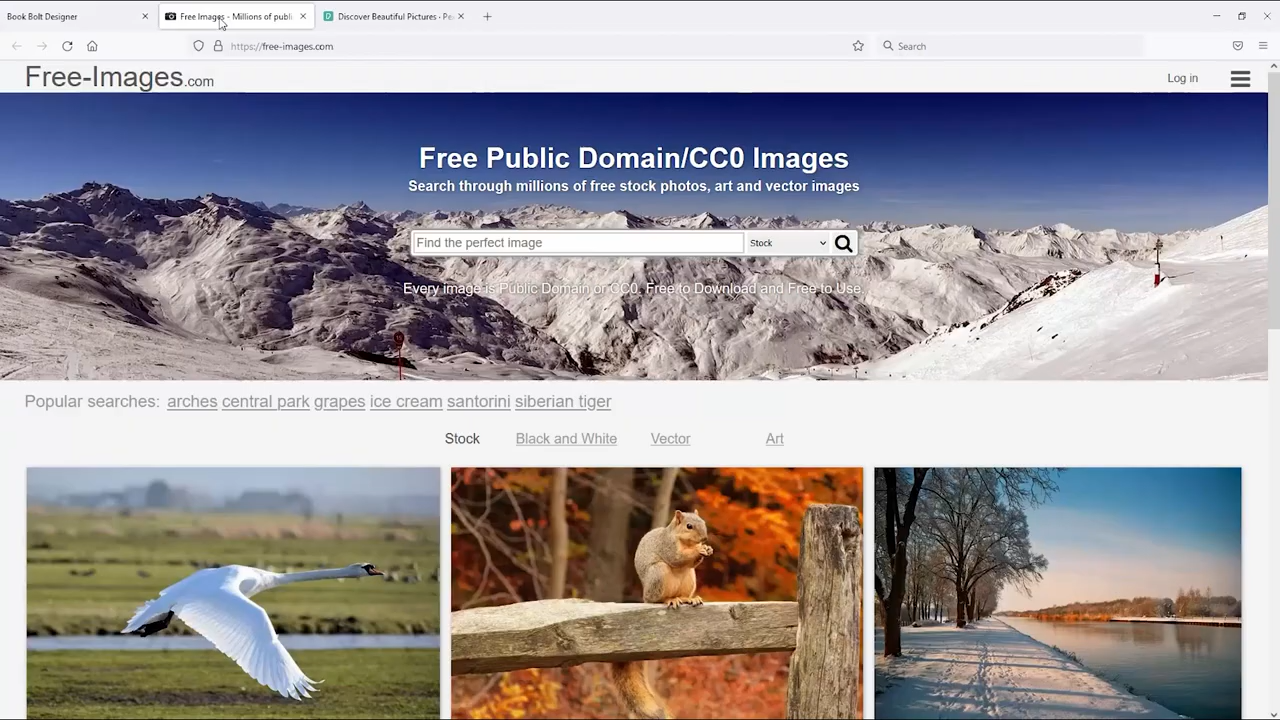 Book Bolt Designer
Free Images - Millions of publi
Discover Beautiful Pictures - Pe
https://free-images.com
Search
Free-Images.com
Log in
Free Public Domain/CC0 Images
Search through millions of free stock photos, art and vector images
Find the perfect image
Stock
Every image is Public Domain or CC0. Free to Download and Free to Use.
Popular searches: arches central park grapes ice cream santorini siberian tiger
Stock Black and White Vector Art